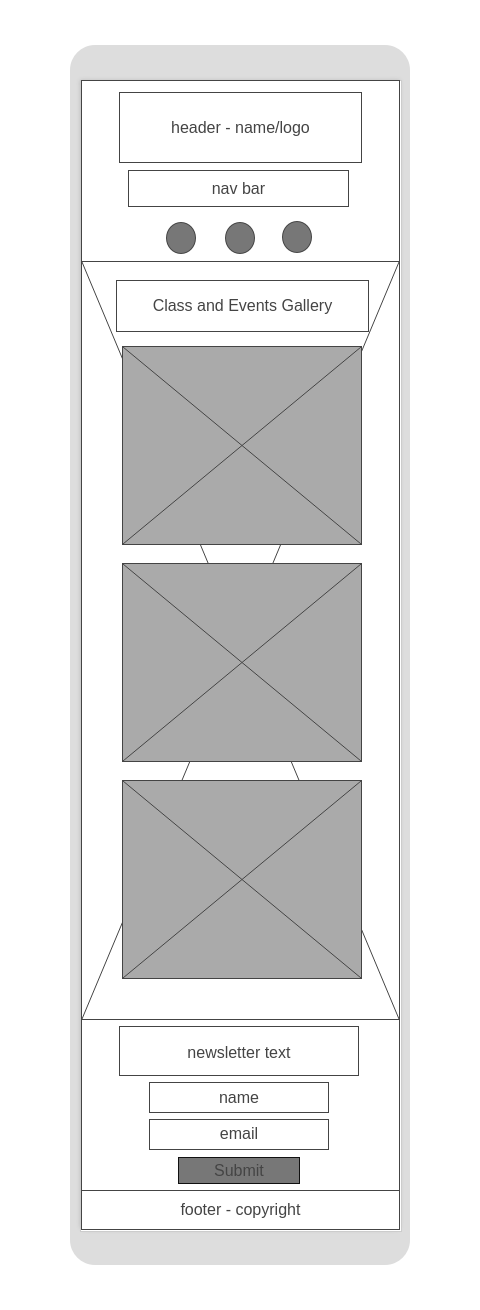 header - name/logo
nav bar
Class and Events Gallery
newsletter text
name
email
Submit
footer - copyright